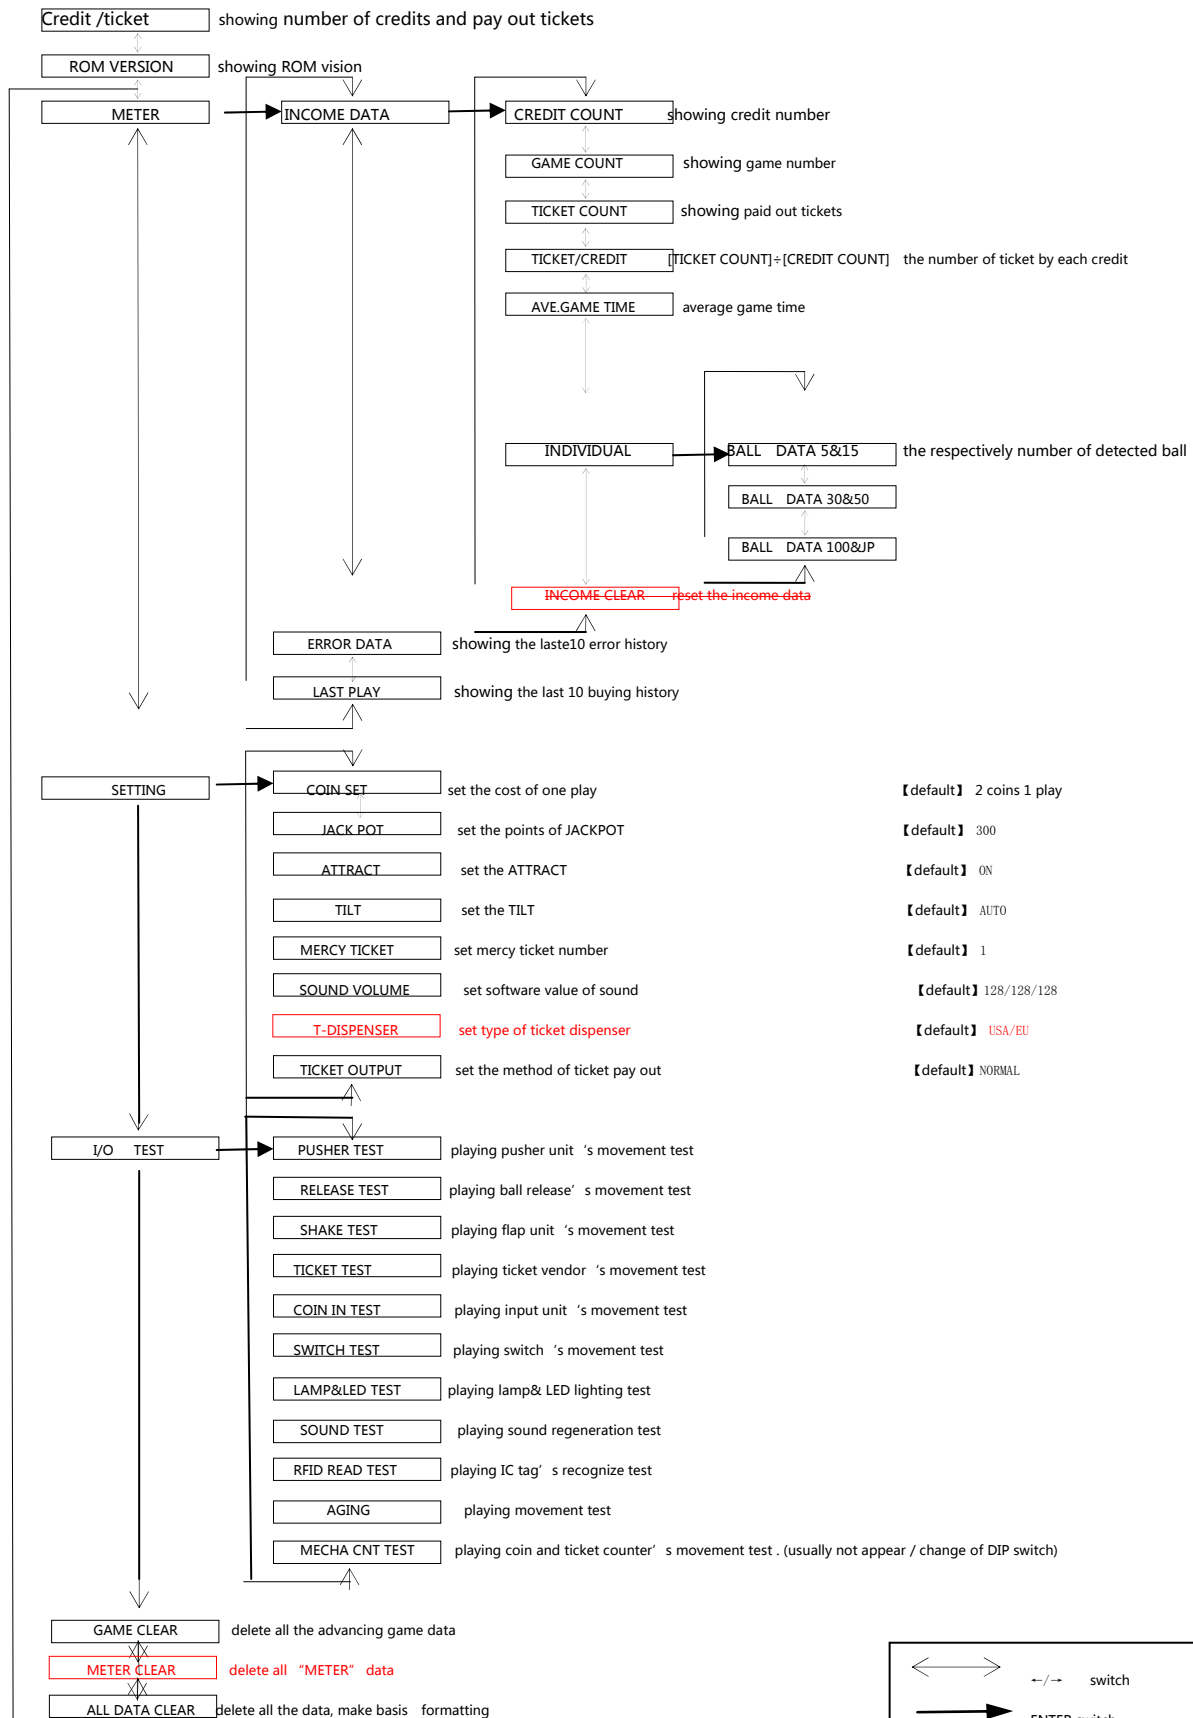 Credit /ticket showing number of credits and pay out tickets
ROM VERSION showing ROM vision
METER INCOME DATA CREDIT COUNT showing credit number
GAME COUNT showing game number
TICKET COUNT showing paid out tickets
TICKET/CREDIT [TICKET COUNT]÷[CREDIT COUNT] the number of ticket by each credit
AVE.GAME TIME average game time
INDIVIDUAL BALL DATA 5&15 the respectively number of detected ball
BALL DATA 30&50
BALL DATA 100&JP
INCOME CLEAR reset the income data
ERROR DATA showing the laste10 error history
LAST PLAY showing the last 10 buying history
SETTING COIN SET set the cost of one play 【default】 2 coins 1 play
JACK POT set the points of JACKPOT 【default】 300
ATTRACT set the ATTRACT 【default】 ON
TILT set the TILT 【default】 AUTO
MERCY TICKET set mercy ticket number 【default】 1
SOUND VOLUME set software value of sound 【default】128/128/128
T-DISPENSER set type of ticket dispenser 【default】 USA/EU
TICKET OUTPUT set the method of ticket pay out 【default】NORMAL
I/O TEST PUSHER TEST playing pusher unit ‘s movement test
RELEASE TEST playing ball release’ s movement test
SHAKE TEST playing flap unit ‘s movement test
TICKET TEST playing ticket vendor ‘s movement test
COIN IN TEST playing input unit ‘s movement test
SWITCH TEST playing switch ‘s movement test
LAMP&LED TEST playing lamp& LED lighting test
SOUND TEST playing sound regeneration test
RFID READ TEST playing IC tag’ s recognize test
AGING playing movement test
MECHA CNT TEST playing coin and ticket counter’ s movement test . (usually not appear / change of DIP switch)
GAME CLEAR delete all the advancing game data
METER CLEAR delete all “METER” data
ALL DATA CLEAR delete all the data, make basis formatting
←/→ switch
ENTER switch